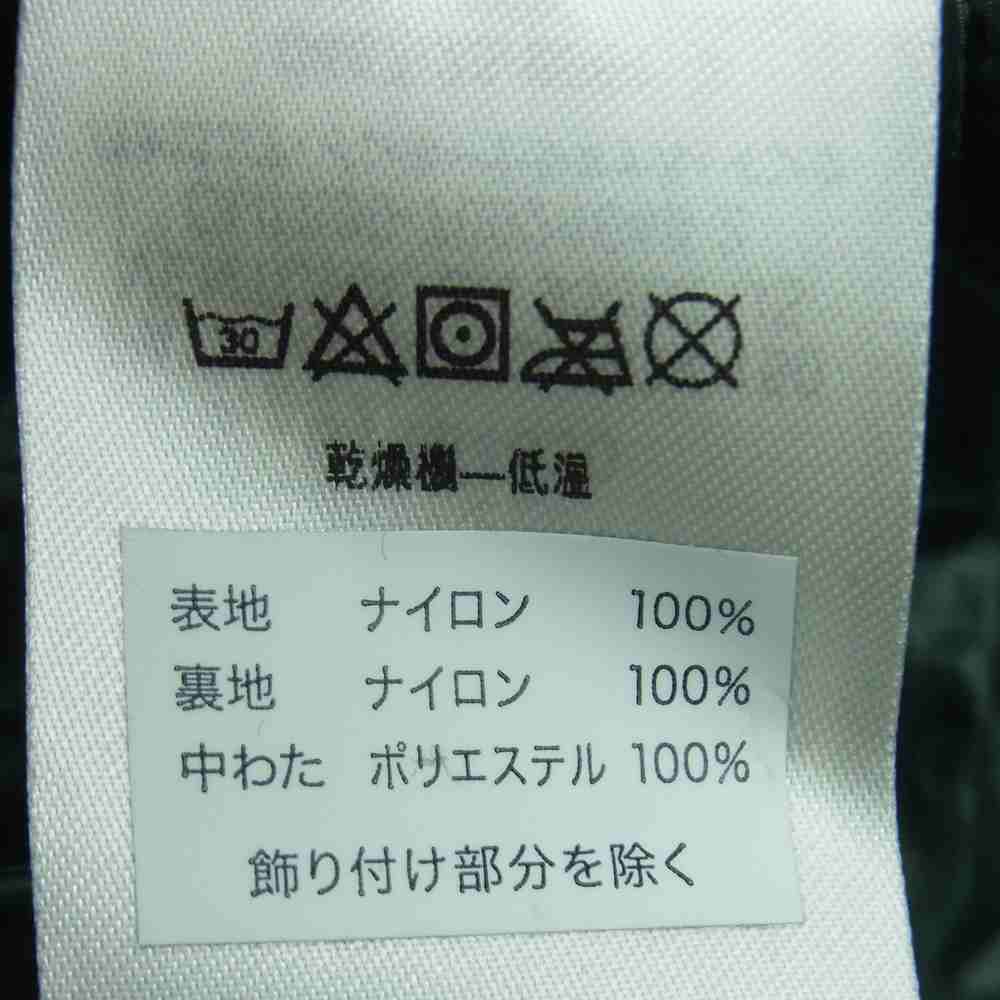 30
乾燥機—低温
表地 ナイロン 100%
裏地 ナイロン 100%
中わた ポリエステル 100%
飾り付け部分を除く